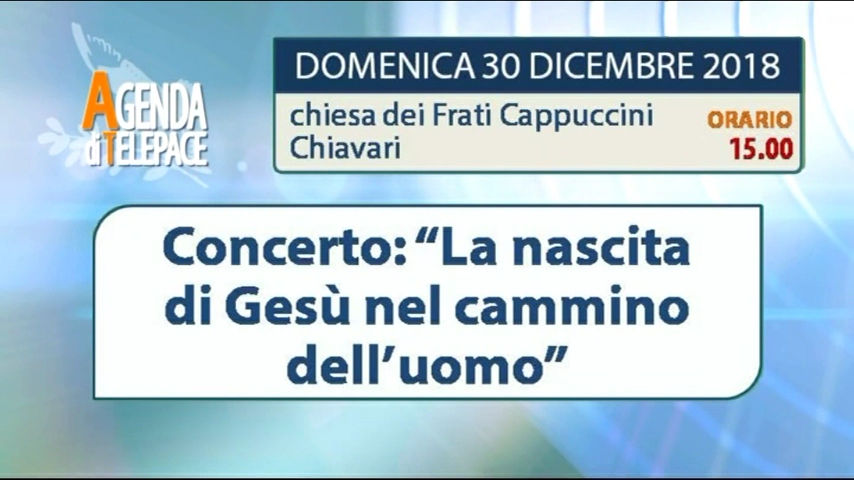 AGENDA
di TELEPACE
DOMENICA 30 DICEMBRE 2018
chiesa dei Frati Cappuccini
Chiavari
ORARIO
15.00
Concerto: “La nascita
di Gesù nel cammino
dell’uomo”